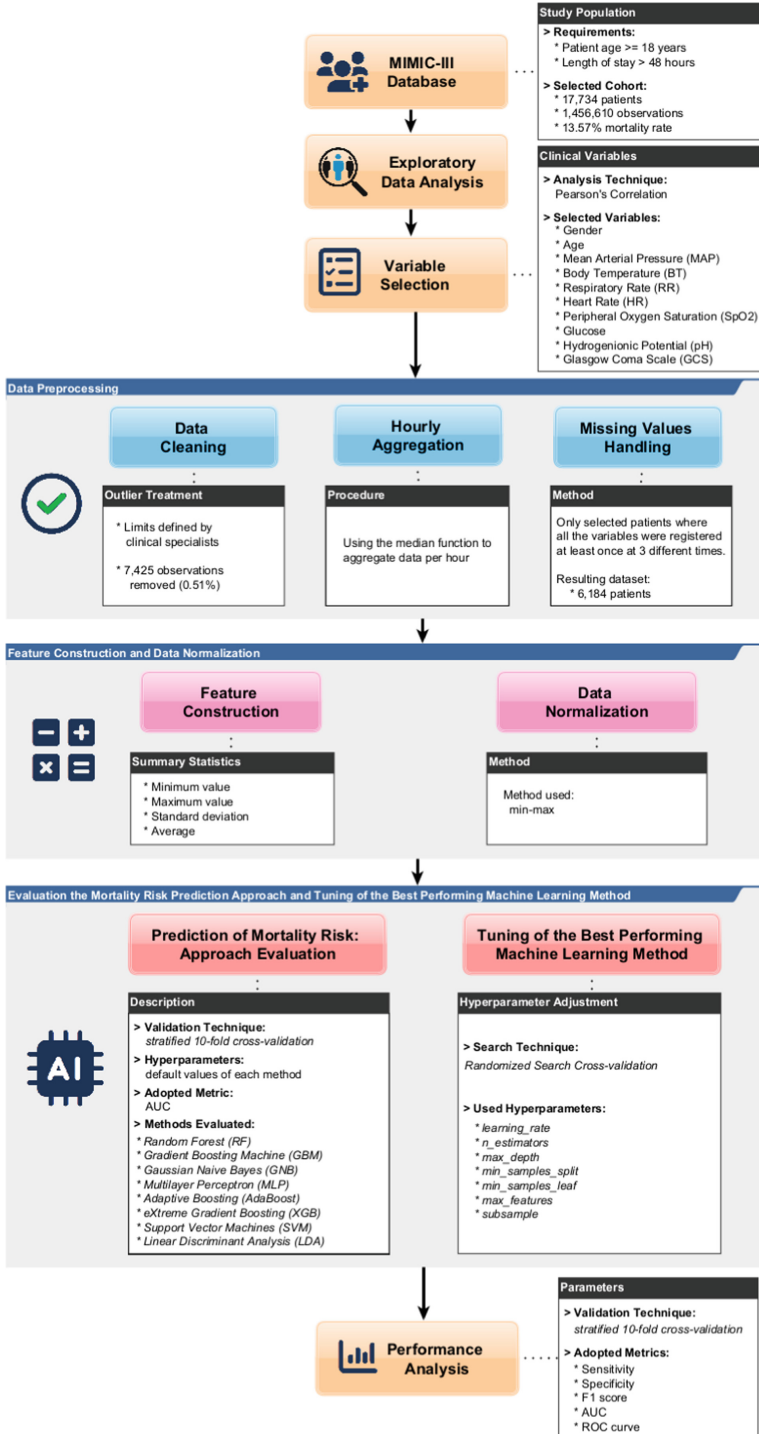 MIMIC-III
Database
Study Population
> Requirements:
* Patient age >= 18 years
* Length of stay > 48 hours
> Selected Cohort:
* 17,734 patients
* 1,456,610 observations
* 13.57% mortality rate
Exploratory
Data Analysis
Variable
Selection
Clinical Variables
> Analysis Technique:
Pearson's Correlation
> Selected Variables:
* Gender
* Age
* Mean Arterial Pressure (MAP)
* Body Temperature (BT)
* Respiratory Rate (RR)
* Heart Rate (HR)
* Peripheral Oxygen Saturation (SpO2)
* Glucose
* Hydrogenionic Potential (pH)
* Glasgow Coma Scale (GCS)
Data Preprocessing
Data
Cleaning
Outlier Treatment
* Limits defined by
clinical specialists
* 7,425 observations
removed (0.51%)
Hourly
Aggregation
Procedure
Using the median function to
aggregate data per hour
Missing Values
Handling
Method
Only selected patients where
all the variables were registered
at least once at 3 different times.
Resulting dataset:
* 6,184 patients
Feature Construction and Data Normalization
Feature
Construction
Summary Statistics
* Minimum value
* Maximum value
* Standard deviation
* Average
Data
Normalization
Method
Method used:
min-max
Evaluation the Mortality Risk Prediction Approach and Tuning of the Best Performing Machine Learning Method
AI
Prediction of Mortality Risk:
Approach Evaluation
Description
> Validation Technique:
stratified 10-fold cross-validation
> Hyperparameters:
default values of each method
> Adopted Metric:
AUC
> Methods Evaluated:
* Random Forest (RF)
* Gradient Boosting Machine (GBM)
* Gaussian Naive Bayes (GNB)
* Multilayer Perceptron (MLP)
* Adaptive Boosting (AdaBoost)
* eXtreme Gradient Boosting (XGB)
* Support Vector Machines (SVM)
* Linear Discriminant Analysis (LDA)
Tuning of the Best Performing
Machine Learning Method
Hyperparameter Adjustment
> Search Technique:
Randomized Search Cross-validation
> Used Hyperparameters:
* learning_rate
* n_estimators
* max_depth
* min_samples_split
* min_samples_leaf
* max_features
* subsample
Performance
Analysis
Parameters
> Validation Technique:
stratified 10-fold cross-validation
> Adopted Metrics:
* Sensitivity
* Specificity
* F1 score
* AUC
* ROC curve